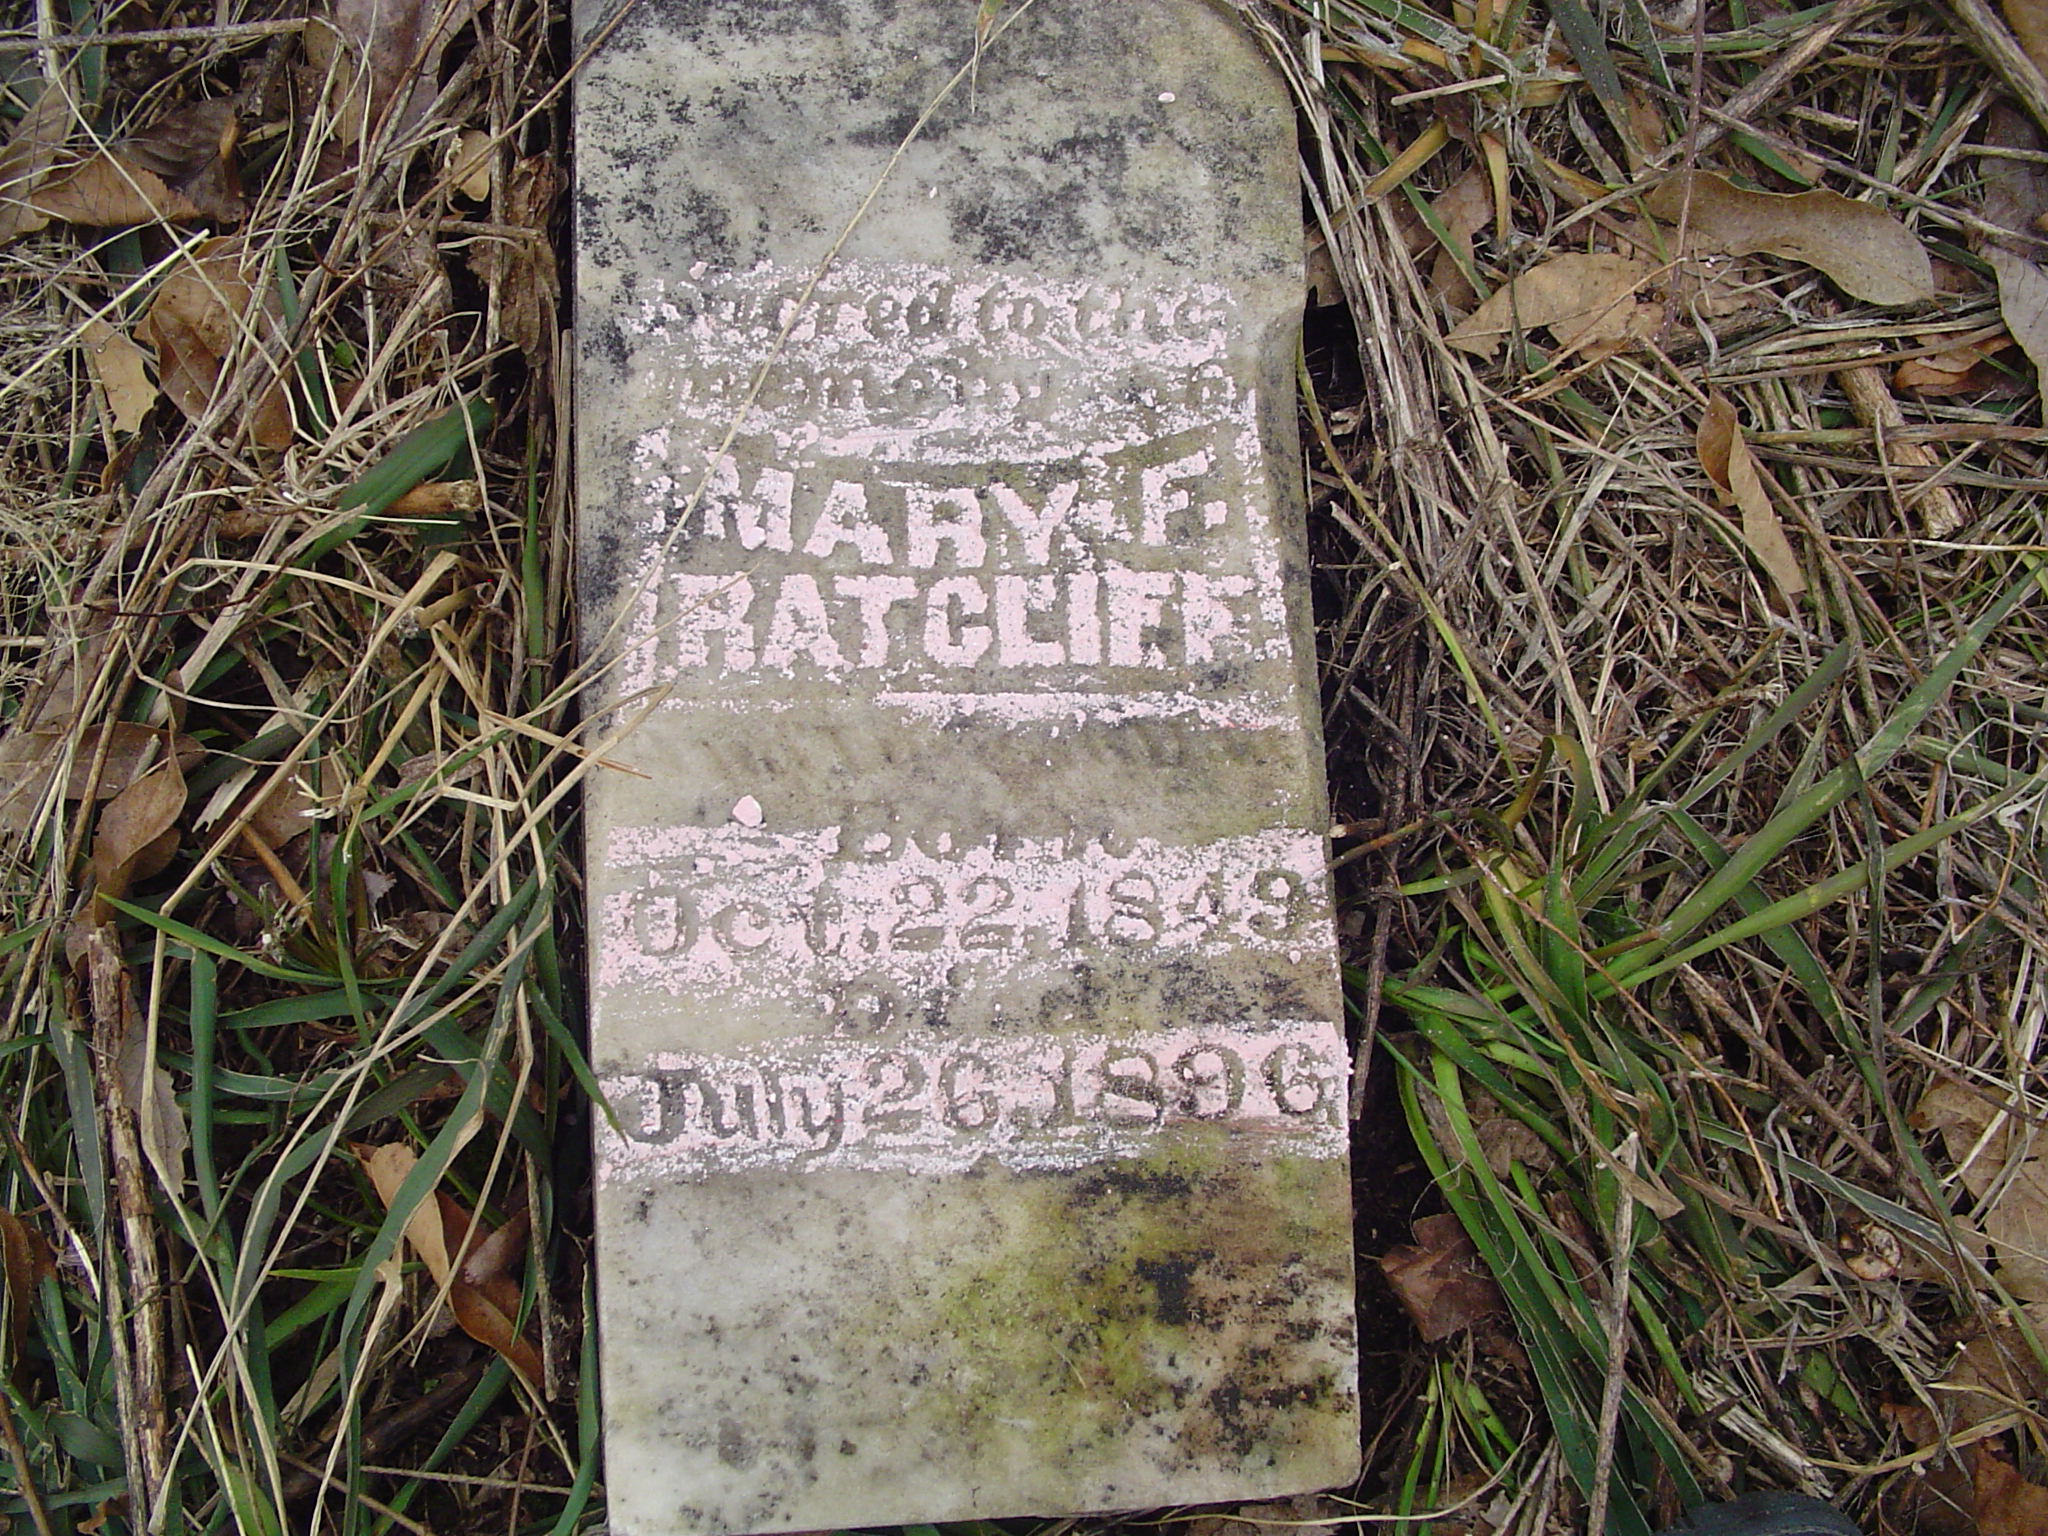 Sacred to the
memory of
MARY F.
RATCLIFF
Oct. 22 1849
July 26 1896